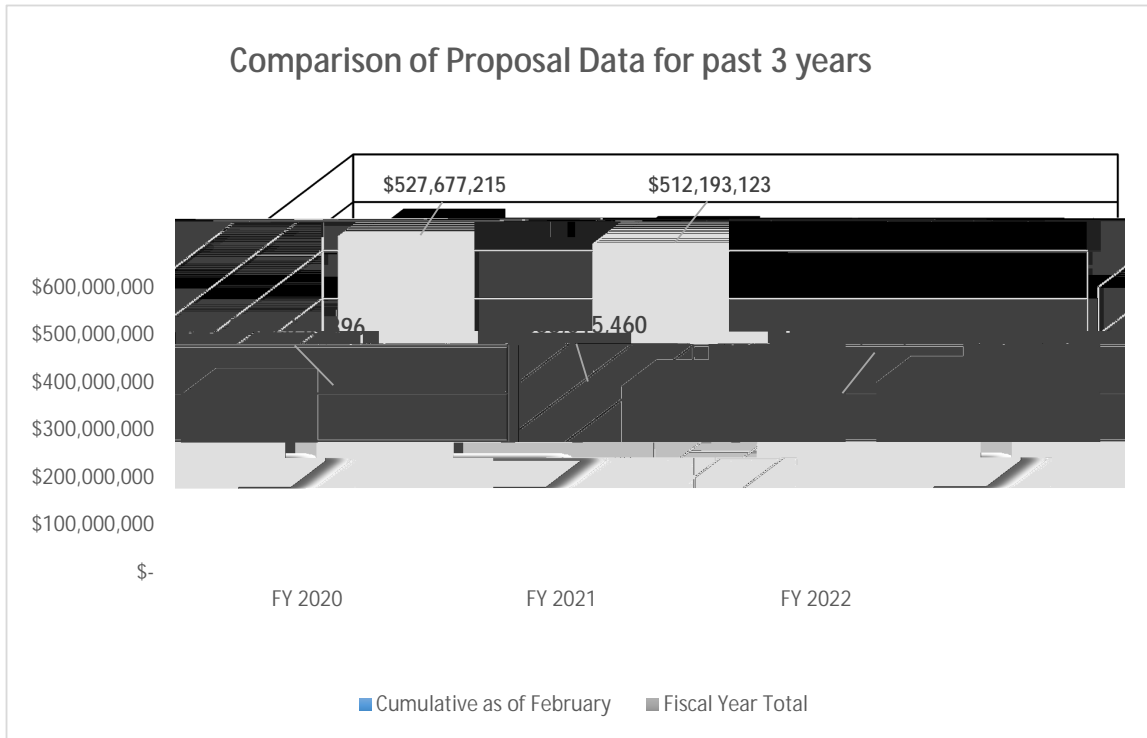 Comparison of Proposal Data for past 3 years
$527,677,215
$512,193,123
$600,000,000
$500,000,000
$400,000,000
$300,000,000
$200,000,000
$100,000,000
$-
FY 2020
FY 2021
FY 2022
Cumulative as of February
Fiscal Year Total